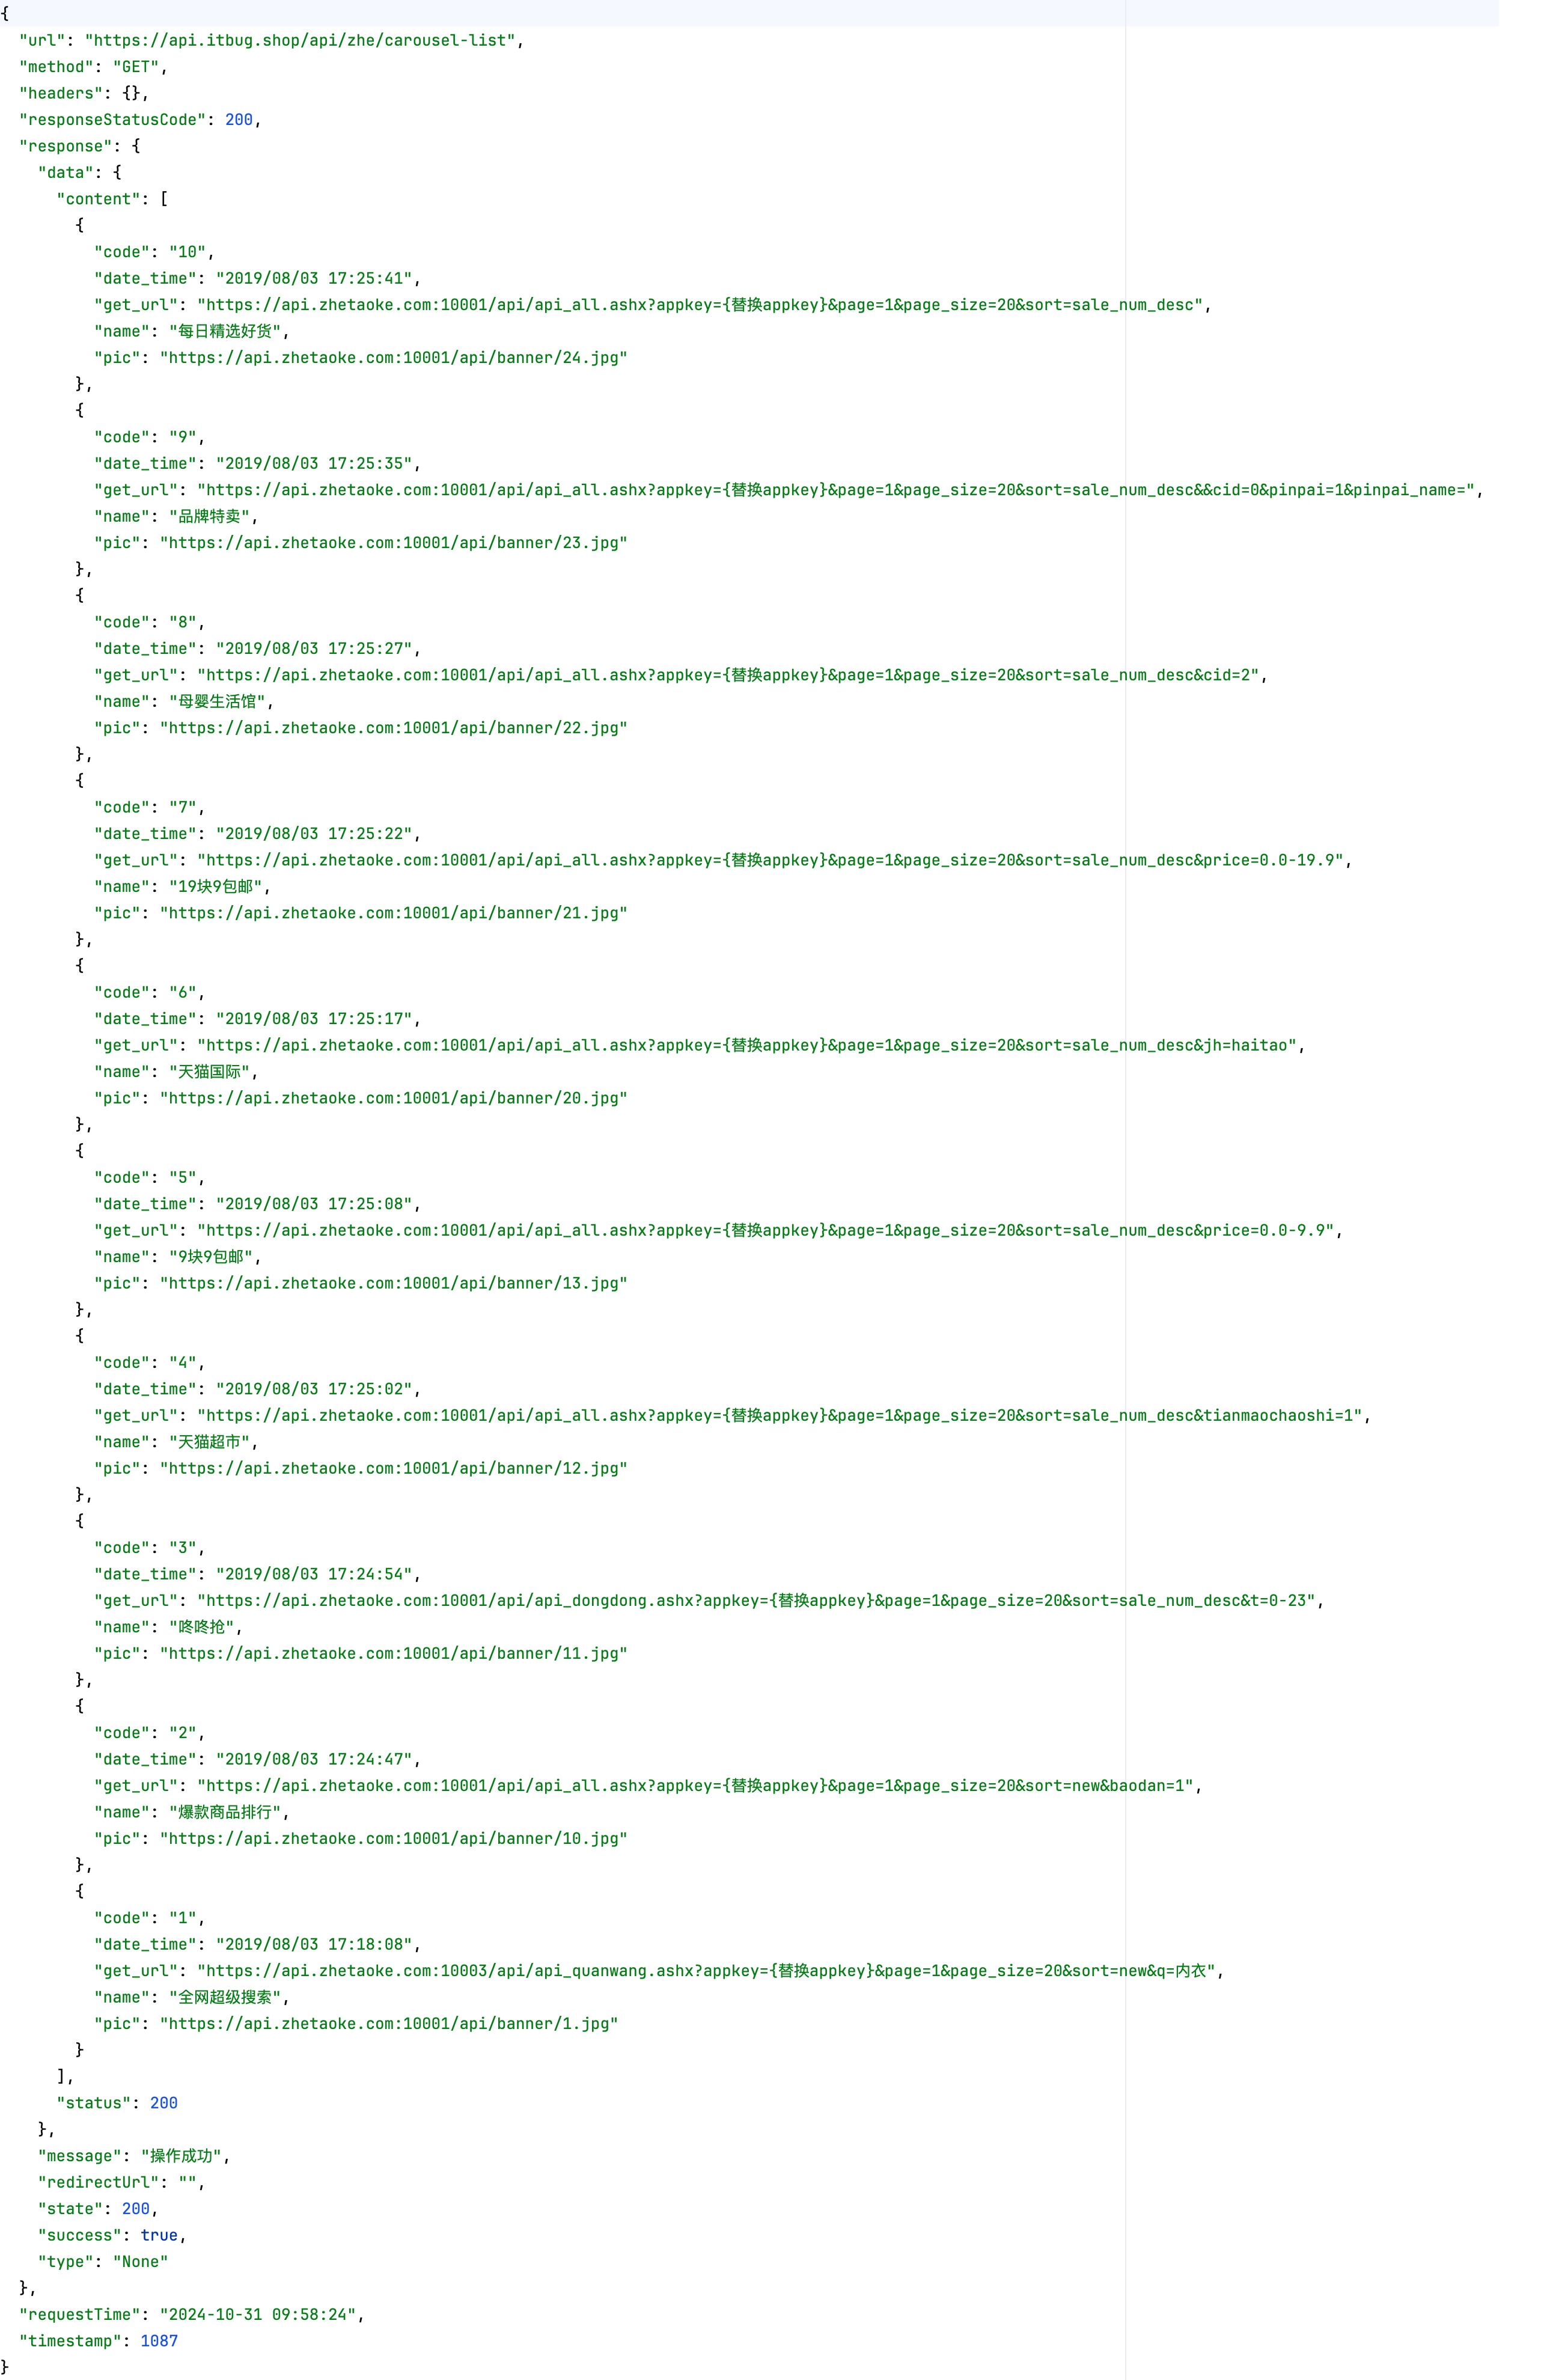 {
"url": "https://api.itbug.shop/api/zhe/carousel-list",
"method": "GET",
"headers": {},
"responseStatusCode": 200,
"response": {
"data": {
"content": [
{
"code": "10",
"date_time": "2019/08/03 17:25:41",
"get_url": "https://api.zhetaoke.com:10001/api/api_all.ashx?appkey={替换appkey}&page=1&page_size=20&sort=sale_num_desc",
"name": "每日精选好货",
"pic": "https://api.zhetaoke.com:10001/api/banner/24.jpg"
},
{
"code": "9",
"date_time": "2019/08/03 17:25:35",
"get_url": "https://api.zhetaoke.com:10001/api/api_all.ashx?appkey={替换appkey}&page=1&page_size=20&sort=sale_num_desc&&cid=0&pinpai=1&pinpai_name=",
"name": "品牌特卖",
"pic": "https://api.zhetaoke.com:10001/api/banner/23.jpg"
},
{
"code": "8",
"date_time": "2019/08/03 17:25:27",
"get_url": "https://api.zhetaoke.com:10001/api/api_all.ashx?appkey={替换appkey}&page=1&page_size=20&sort=sale_num_desc&cid=2",
"name": "母婴生活馆",
"pic": "https://api.zhetaoke.com:10001/api/banner/22.jpg"
},
{
"code": "7",
"date_time": "2019/08/03 17:25:22",
"get_url": "https://api.zhetaoke.com:10001/api/api_all.ashx?appkey={替换appkey}&page=1&page_size=20&sort=sale_num_desc&price=0.0-19.9",
"name": "19块9包邮",
"pic": "https://api.zhetaoke.com:10001/api/banner/21.jpg"
},
{
"code": "6",
"date_time": "2019/08/03 17:25:17",
"get_url": "https://api.zhetaoke.com:10001/api/api_all.ashx?appkey={替换appkey}&page=1&page_size=20&sort=sale_num_desc&jh=haitao",
"name": "天猫国际",
"pic": "https://api.zhetaoke.com:10001/api/banner/20.jpg"
},
{
"code": "5",
"date_time": "2019/08/03 17:25:08",
"get_url": "https://api.zhetaoke.com:10001/api/api_all.ashx?appkey={替换appkey}&page=1&page_size=20&sort=sale_num_desc&price=0.0-9.9",
"name": "9块9包邮",
"pic": "https://api.zhetaoke.com:10001/api/banner/13.jpg"
},
{
"code": "4",
"date_time": "2019/08/03 17:25:02",
"get_url": "https://api.zhetaoke.com:10001/api/api_all.ashx?appkey={替换appkey}&page=1&page_size=20&sort=sale_num_desc&tianmaochaoshi=1",
"name": "天猫超市",
"pic": "https://api.zhetaoke.com:10001/api/banner/12.jpg"
},
{
"code": "3",
"date_time": "2019/08/03 17:24:54",
"get_url": "https://api.zhetaoke.com:10001/api/api_dongdong.ashx?appkey={替换appkey}&page=1&page_size=20&sort=sale_num_desc&t=0-23",
"name": "咚咚抢",
"pic": "https://api.zhetaoke.com:10001/api/banner/11.jpg"
},
{
"code": "2",
"date_time": "2019/08/03 17:24:47",
"get_url": "https://api.zhetaoke.com:10001/api/api_all.ashx?appkey={替换appkey}&page=1&page_size=20&sort=new&baodan=1",
"name": "爆款商品排行",
"pic": "https://api.zhetaoke.com:10001/api/banner/10.jpg"
},
{
"code": "1",
"date_time": "2019/08/03 17:18:08",
"get_url": "https://api.zhetaoke.com:10003/api/api_quanwang.ashx?appkey={替换appkey}&page=1&page_size=20&sort=new&q=内衣",
"name": "全网超级搜索",
"pic": "https://api.zhetaoke.com:10001/api/banner/1.jpg"
}
],
"status": 200
},
"message": "操作成功",
"redirectUrl": "",
"state": 200,
"success": true,
"type": "None"
},
"requestTime": "2024-10-31 09:58:24",
"timestamp": 1087
}